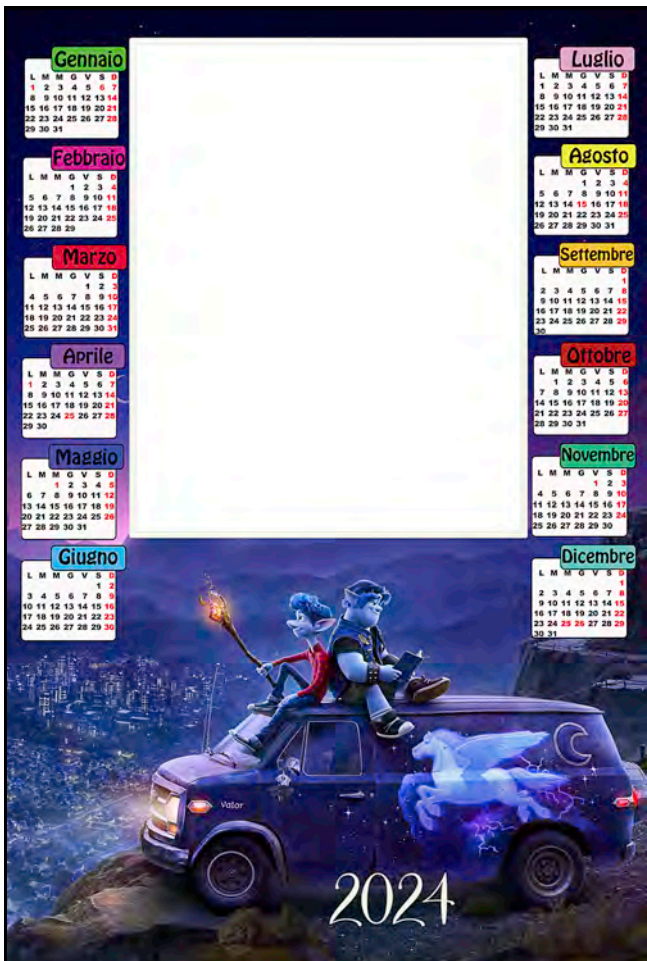 Gennaio
L M M G V S D
1 2 3 4 5 6 7
8 9 10 11 12 13 14
15 16 17 18 19 20 21
22 23 24 25 26 27 28
29 30 31
Febbraio
L M M G V S D
1 2 3 4
5 6 7 8 9 10 11
12 13 14 15 16 17 18
19 20 21 22 23 24 25
26 27 28 29
Marzo
L M M G V S D
1 2 3
4 5 6 7 8 9 10
11 12 13 14 15 16 17
18 19 20 21 22 23 24
25 26 27 28 29 30 31
Aprile
L M M G V S D
1 2 3 4 5 6 7
8 9 10 11 12 13 14
15 16 17 18 19 20 21
22 23 24 25 26 27 28
29 30
Maggio
L M M G V S D
1 2 3 4 5
6 7 8 9 10 11 12
13 14 15 16 17 18 19
20 21 22 23 24 25 26
27 28 29 30 31
Giugno
L M M G V S D
1 2
3 4 5 6 7 8 9
10 11 12 13 14 15 16
17 18 19 20 21 22 23
24 25 26 27 28 29 30
Luglio
L M M G V S D
1 2 3 4 5 6 7
8 9 10 11 12 13 14
15 16 17 18 19 20 21
22 23 24 25 26 27 28
29 30 31
Agosto
L M M G V S D
1 2 3 4
5 6 7 8 9 10 11
12 13 14 15 16 17 18
19 20 21 22 23 24 25
26 27 28 29 30 31
Settembre
L M M G V S D
1
2 3 4 5 6 7 8
9 10 11 12 13 14 15
16 17 18 19 20 21 22
23 24 25 26 27 28 29
30
Ottobre
L M M G V S D
1 2 3 4 5 6
7 8 9 10 11 12 13
14 15 16 17 18 19 20
21 22 23 24 25 26 27
28 29 30 31
Novembre
L M M G V S D
1 2 3
4 5 6 7 8 9 10
11 12 13 14 15 16 17
18 19 20 21 22 23 24
25 26 27 28 29 30
Dicembre
L M M G V S D
1
2 3 4 5 6 7 8
9 10 11 12 13 14 15
16 17 18 19 20 21 22
23 24 25 26 27 28 29
30 31
Valor
2024